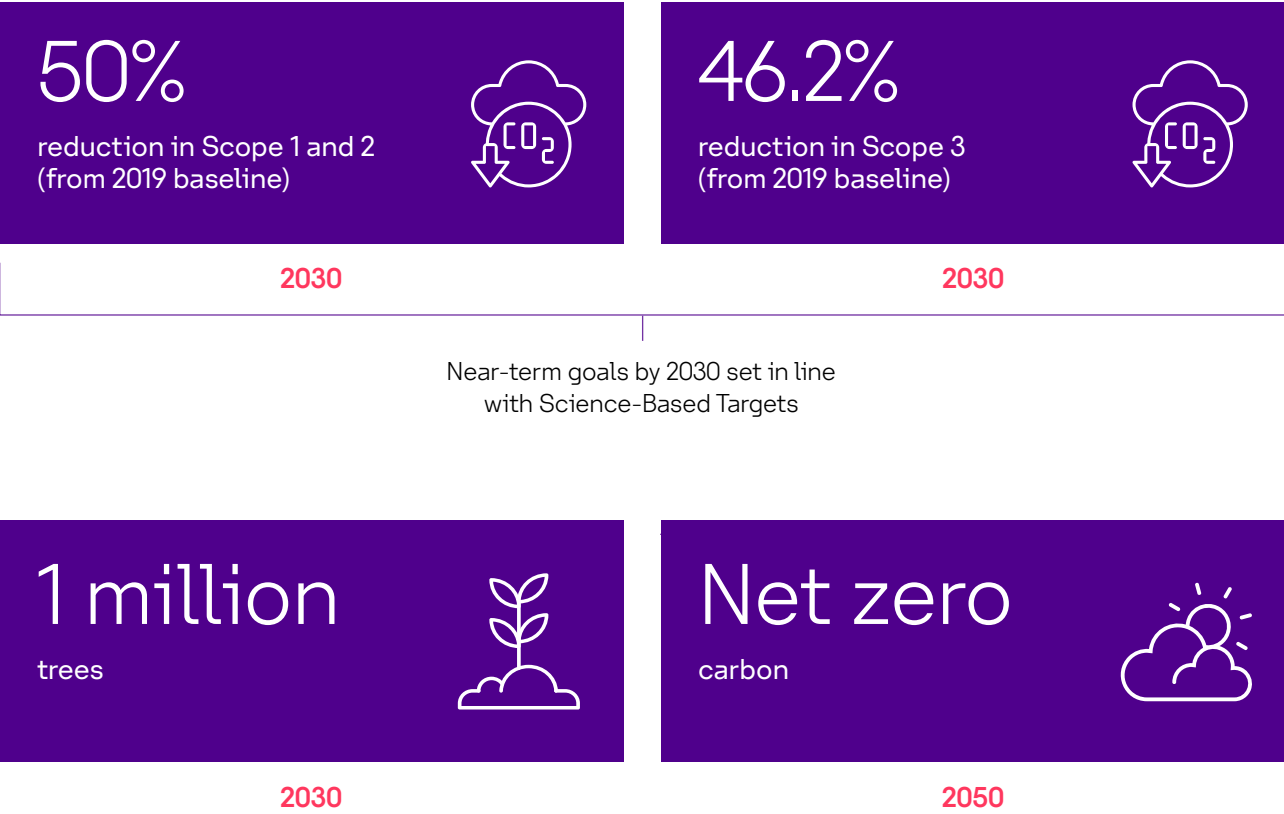 50%
reduction in Scope 1 and 2
(from 2019 baseline)
CO2
2030
46.2%
reduction in Scope 3
(from 2019 baseline)
CO2
2030
Near-term goals by 2030 set in line
with Science-Based Targets
1 million
trees
2030
Net zero
carbon
2050